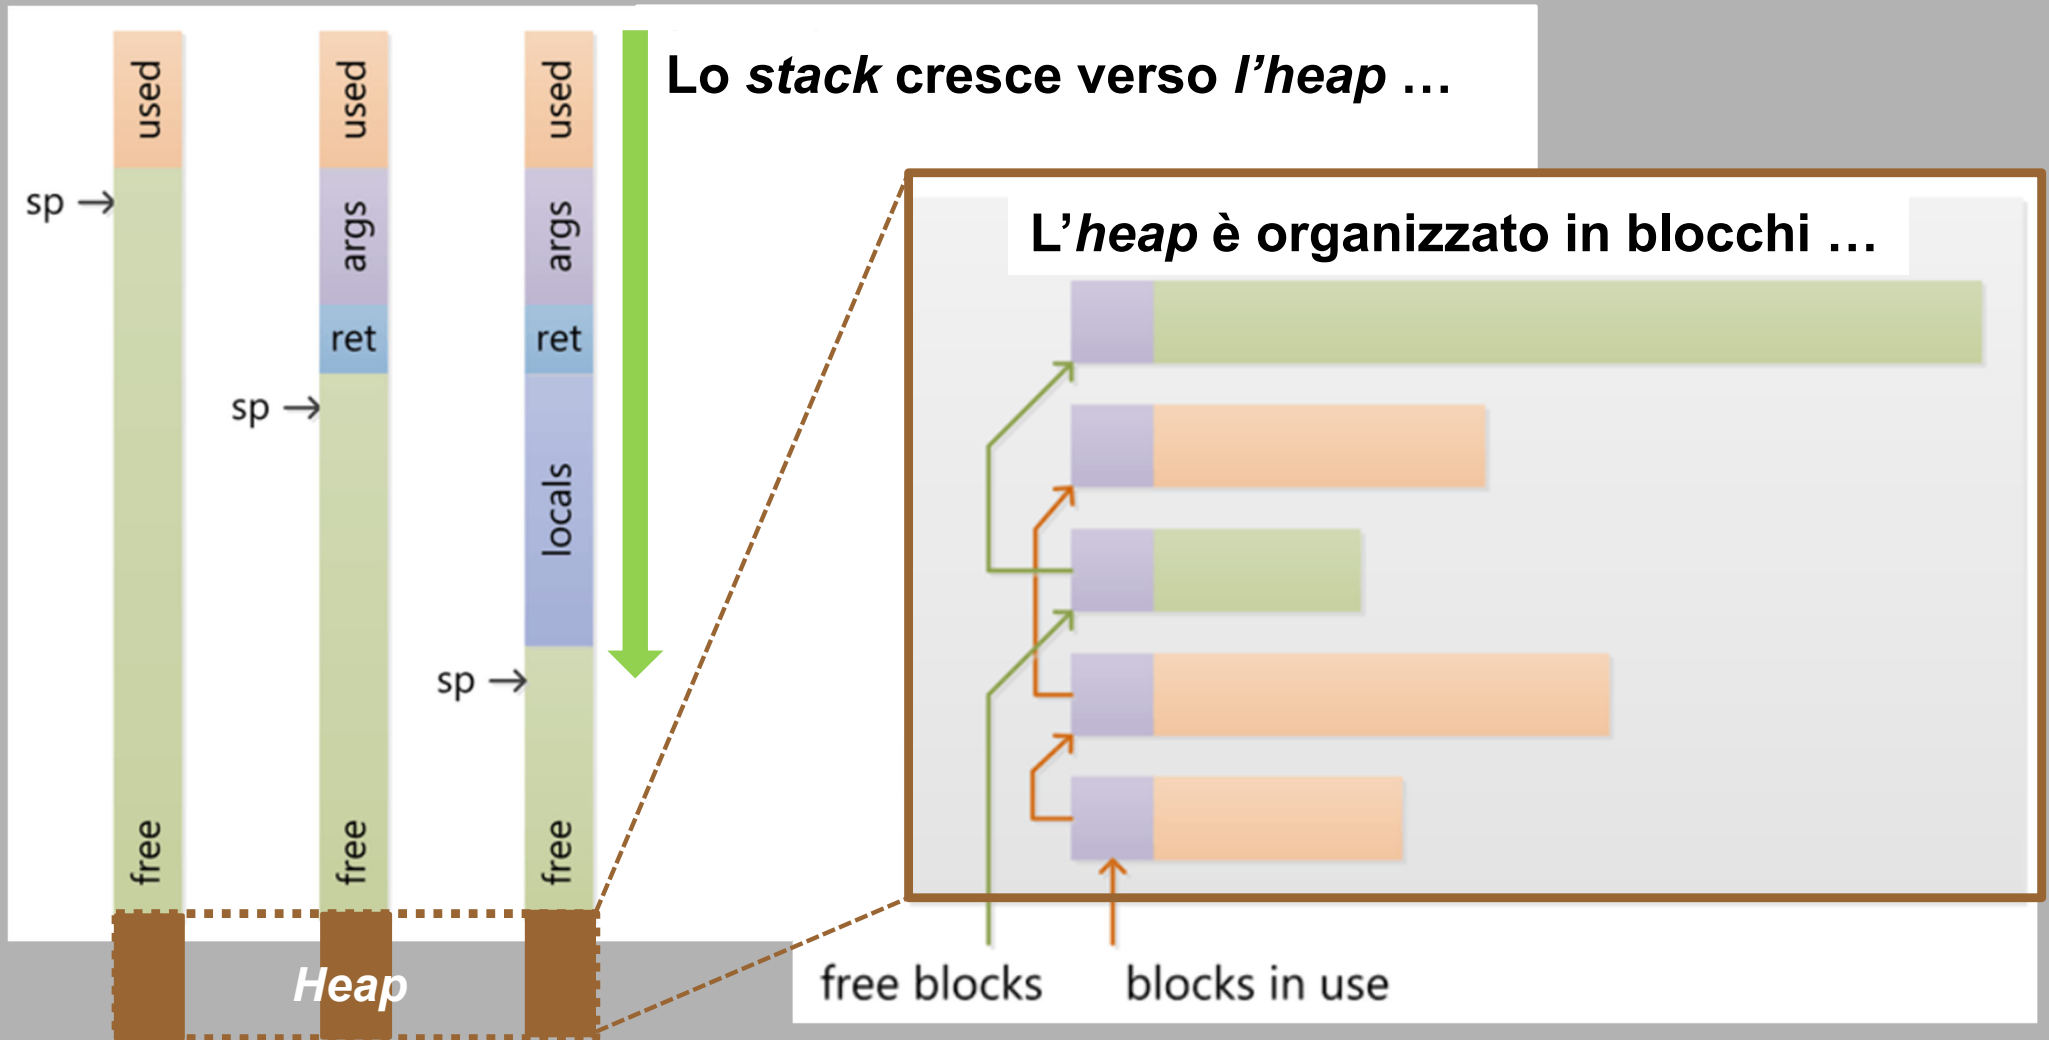 Lo stack cresce verso l’heap …
used
used
used
sp →
args
args
ret
ret
sp →
locals
sp →
free
free
free
Heap
L’heap è organizzato in blocchi …
free blocks
blocks in use